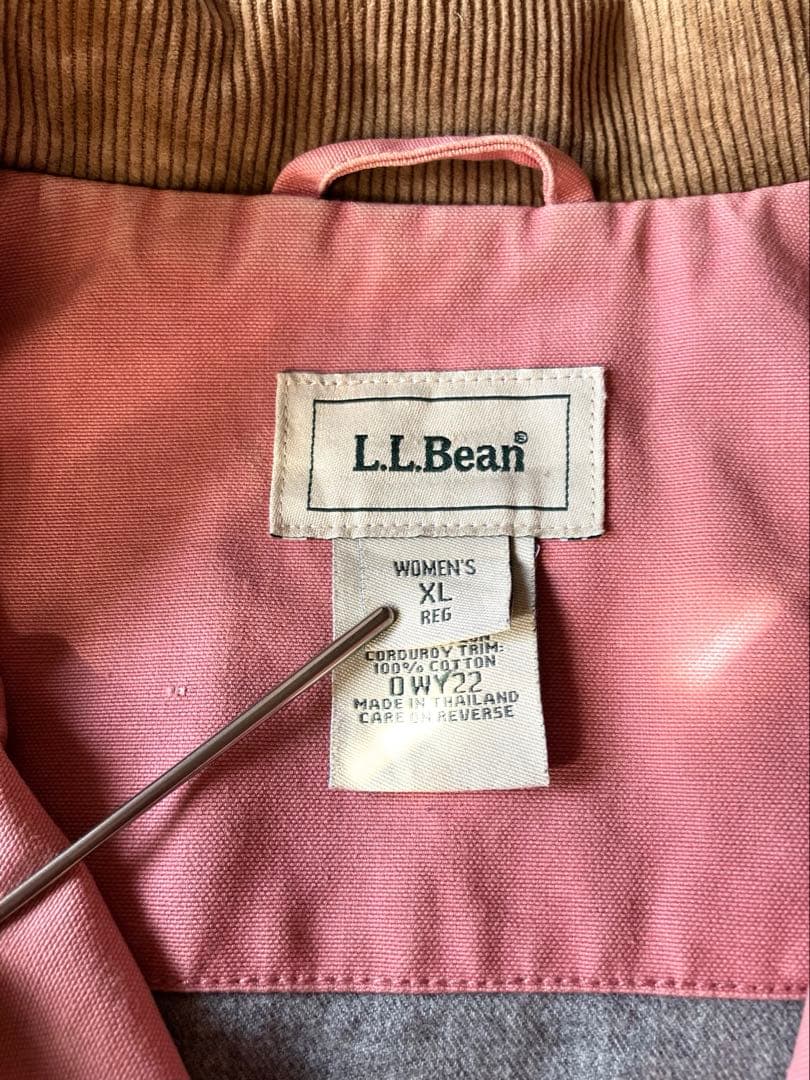 L.L.Bean®
WOMEN'S
XL
REG
CORDUROY TRIM:
100% COTTON
0WY22
MADE IN THAILAND
CARE ON REVERSE